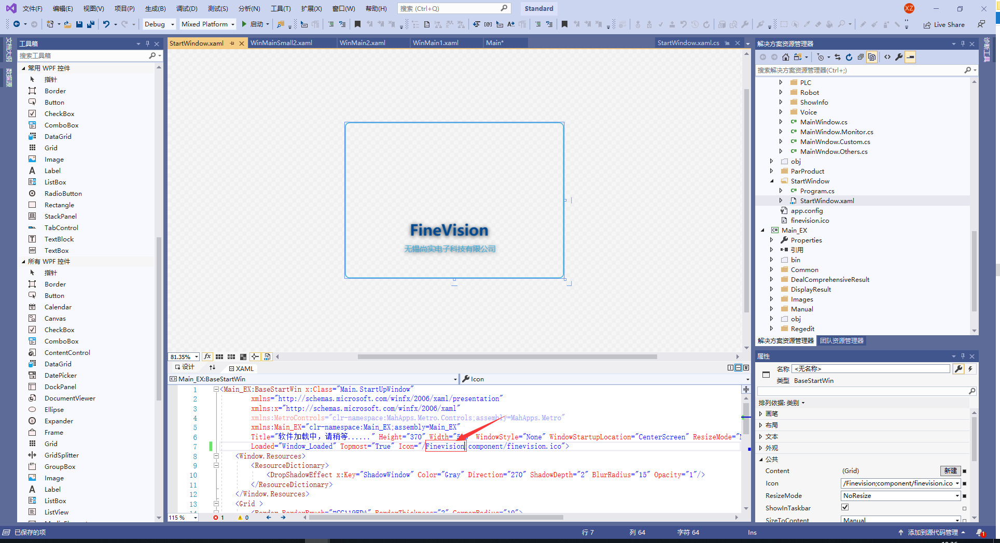 文件(F) 编辑(E) 视图(V) 项目(P) 生成(B) 调试(D) 测试(S) 分析(N) 工具(T) 扩展(X) 窗口(W) 帮助(H) 搜索 (Ctrl+Q) Standard XZ
Debug Mixed Platform 启动 Live Share
文档大纲
数据源
工具箱
搜索工具箱
常用 WPF 控件
指针
Border
Button
CheckBox
ComboBox
DataGrid
Grid
Image
Label
ListBox
RadioButton
Rectangle
StackPanel
TabControl
TextBlock
TextBox
所有 WPF 控件
指针
Border
Button
Calendar
Canvas
CheckBox
ComboBox
ContentControl
DataGrid
DatePicker
DockPanel
DocumentViewer
Ellipse
Expander
Frame
Grid
GridSplitter
GroupBox
Image
Label
ListBox
ListView
StartWindow.xaml WinMainSmall2.xaml WinMain2.xaml WinMain1.xaml Main* StartWindow.xaml.cs
FineVision
无锡尚实电子科技有限公司
81.35% fx
设计 XAML
Main_EX:BaseStartWin Icon
1 <Main_EX:BaseStartWin x:Class="Main.StartUpWindow"
2 xmlns="http://schemas.microsoft.com/winfx/2006/xaml/presentation"
3 xmlns:x="http://schemas.microsoft.com/winfx/2006/xaml"
4 xmlns:MetroControls="clr-namespace:MahApps.Metro.Controls;assembly=MahApps.Metro"
5 xmlns:Main_EX="clr-namespace:Main_EX;assembly=Main_EX"
6 Title="软件加载中，请稍等......" Height="370" Width="5 WindowStyle="None" WindowStartupLocation="CenterScreen" ResizeMode="
7 Loaded="Window_Loaded" Topmost="True" Icon="/Finevision;component/finevision.ico">
8 <Window.Resources>
9 <ResourceDictionary>
10 <DropShadowEffect x:Key="ShadowWindow" Color="Gray" Direction="270" ShadowDepth="2" BlurRadius="15" Opacity="1"/>
11 </ResourceDictionary>
12 </Window.Resources>
13 <Grid >
14 <Border BorderBrush="#CC119EDA" BorderThickness="2" CornerRadius="10">
115 % 1 0
解决方案资源管理器
搜索解决方案资源管理器(Ctrl+;)
PLC
Robot
ShowInfo
Voice
MainWindow.cs
MainWindow.Monitor.cs
MainWndow.Custom.cs
MainWndow.Others.cs
obj
ParProduct
StartWindow
Program.cs
StartWindow.xaml
app.config
finevision.ico
Main_EX
Properties
引用
bin
Common
DealComprehensiveResult
DisplayResult
Images
Manual
obj
Regedit
解决方案资源管理器 团队资源管理器
属性
名称 <无名称>
类型 BaseStartWin
排列依据: 类别
画笔
布局
文本
外观
公共
Content (Grid) 新建
Icon /Finevision;component/finevision.ico
ResizeMode NoResize
ShowInTaskbar
SizeToContent Manual
诊断工具
已保存的项 行 7 列 64 字符 64 Ins 添加到源代码管理 1